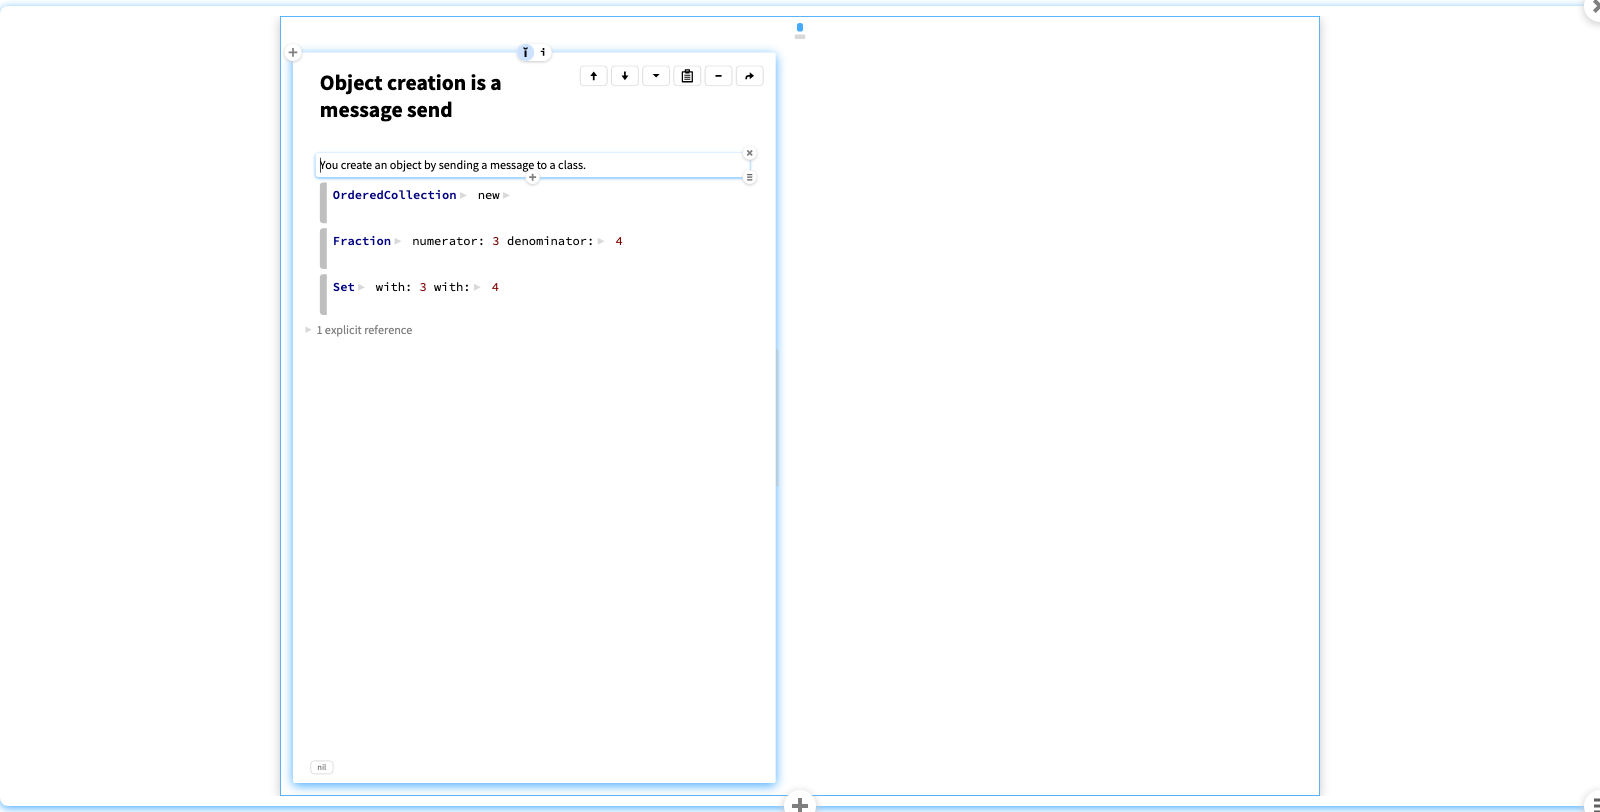 Object creation is a
message send
You create an object by sending a message to a class.
OrderedCollection new
Fraction numerator: 3 denominator: 4
Set with: 3 with: 4
1 explicit reference
nil